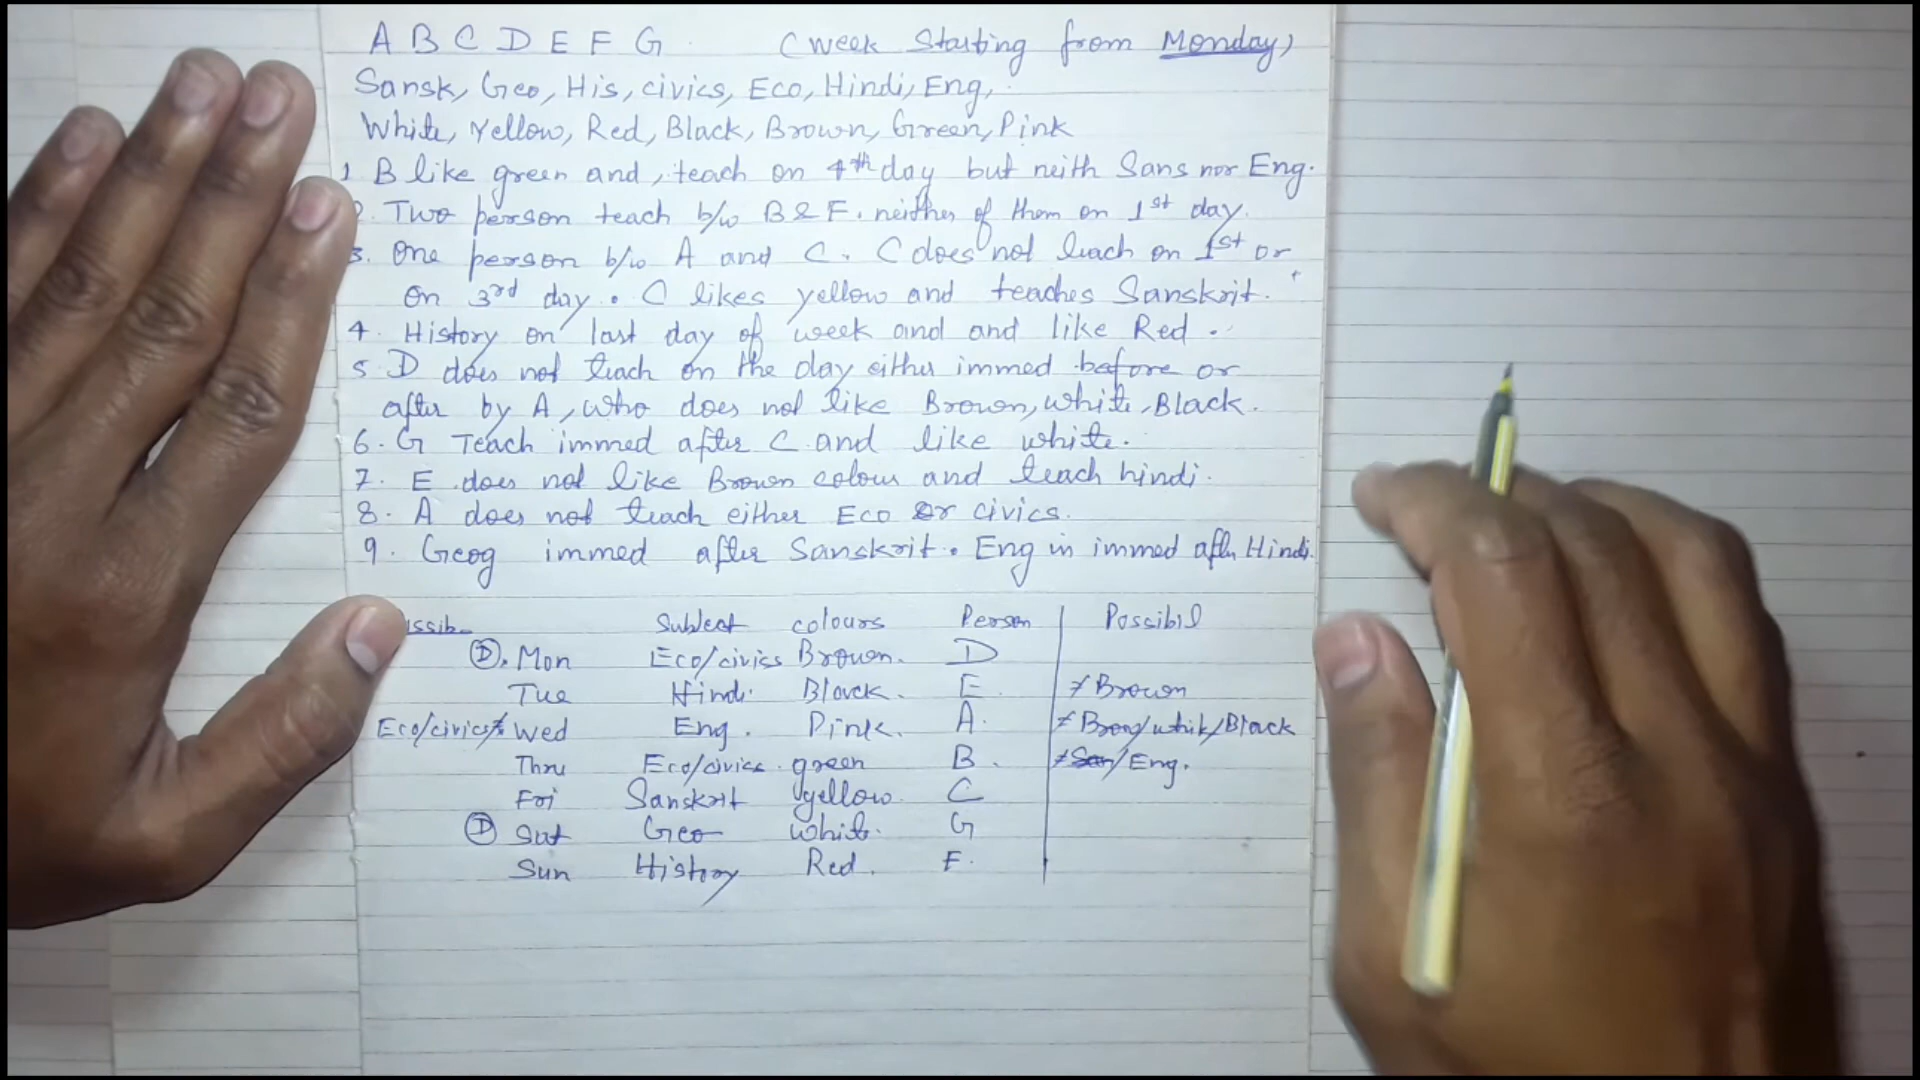 A B C D E F G (week Starting from Monday)
Sansk, Geo, His, civics, Eco, Hindi, Eng,
White, Yellow, Red, Black, Brown, Green, Pink
1 B like green and, teach on 4th day but neith Sans nor Eng.
2. Two person teach b/w B & F. neither of them on 1st day.
3. One person b/w A and C. C does not teach on 1st or
on 3rd day. C likes yellow and teaches Sanskrit.
4. History on last day of week and and like Red.
5. D does not teach on the day either immed before or
after by A, who does not like Brown, white, Black.
6. G Teach immed after C and like white.
7. E does not like Brown colour and teach hindi.
8. A does not teach either Eco or civics.
9. Geog immed after Sanskrit. Eng in immed after Hindi.
ssib Subject colours Person Possibil
D. Mon Eco/civics Brown. D
Tue Hindi Black. E ≠ Brown
Eco/civics≠ Wed Eng. Pink. A. ≠ Bron/white/Black
Thru Eco/civics. green B. ≠ San/Eng.
Fri Sanskrit yellow. C
D Sat Geo white. G
Sun History Red. F.